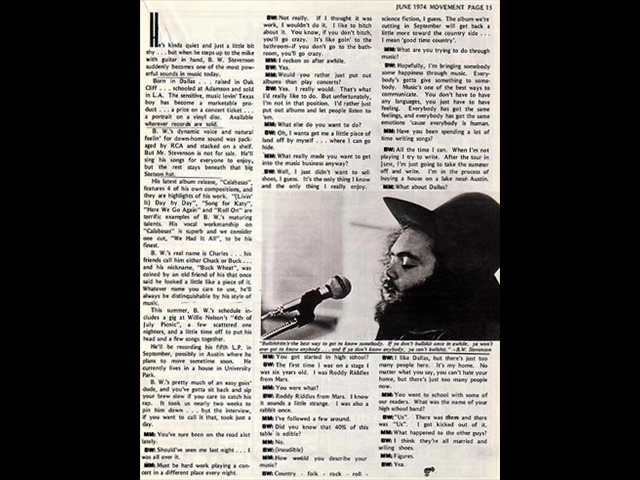 JUNE 1974 MOVEMENT PAGE 15
He's kinda quiet and just a little bit
shy . . . but when he steps up to the mike
with guitar in hand, B. W. Stevenson
suddenly becomes one of the most pow-
erful sounds in music today.
Born in Dallas . . . raised in Oak
Cliff . . . schooled at Adamson and sold
in L.A. The sensitive, music lovin' Texas
boy has become a marketable pro-
duct . . . a price on a concert ticket . . .
a portrait on a vinyl disc. Available
wherever records are sold.
B. W.'s dynamic voice and natural
feelin' for down-home sound was pack-
aged by RCA and stacked on a shelf.
But Mr. Stevenson is not for sale. He'll
sing his songs for everyone to enjoy,
but the rest stays beneath that big
Stetson hat.
His latest album release, "Calabasas",
features 4 of his own compositions, and
they are highlights of his work. "(Livin'
It) Day by Day", "Song for Katy",
"Here We Go Again" and "Roll On" are
terrific examples of B. W.'s maturing
talents. His vocal workmanship on
"Calabasas" is superb and we consider
one cut, "We Had It All", to be his
finest.
B. W.'s real name is Charles . . . his
friends call him either Chuck or Buck . . .
and his nickname, "Buck Wheat", was
coined by an old friend of his that once
said he looked a little like a piece of it.
Whatever name you care to use, he'll
always be distinguishable by his style of
music.
This summer, B. W.'s schedule in-
cludes a gig at Willie Nelson's "4th of
July Picnic", a few scattered one
nighters, and a little time off to put his
head and a few songs together.
He'll be recording his fifth L.P. in
September, possibly in Austin where he
plans to move sometime soon. He
currently lives in a house in University
Park.
B. W.'s pretty much of an easy goin'
dude, and you've gotta sit back and sip
your brew slow if you care to catch his
rap. It took us nearly two weeks to
pin him down . . . but the interview,
if you want to call it that, took just a
day.
MM: You've sure been on the road alot
lately.
BW: Should've seen me last night . . . I
was all over it.
MM: Must be hard work playing a con-
cert in a different place every night.
BW: Not really. If I thought it was
work, I wouldn't do it. I like to bitch
about it. You know, if you don't bitch,
you'll go crazy. It's like goin' to the
bathroom—if you don't go to the bath-
room, you'll go crazy.
MM: I reckon so after awhile.
BW: Yea.
MM: Would you rather just put out
albums than play concerts?
BW: Yea. I really would. That's what
I'd really like to do. But unfortunately,
I'm not in that position. I'd rather just
put out albums and let people listen to
'em.
MM: What else do you want to do?
BW: Oh, I wanta get me a little piece of
land off by myself . . . where I can go
hide.
MM: What really made you want to get
into the music business anyway?
BW: Well, I just didn't want to sell
shoes, I guess. It's the only thing I know
and the only thing I really enjoy.
science fiction, I guess. The album we're
cutting in September will get back a
little more toward the country side . . .
I mean 'good time country'.
MM: What are you trying to do through
music?
BW: Hopefully, I'm bringing somebody
some happiness through music. Every-
body's gotta give something to some-
body. Music's one of the best ways to
communicate. You don't have to have
any languages, you just have to have
feeling. Everybody has got the same
feelings, and everybody has got the same
emotions 'cause everybody is human.
MM: Have you been spending a lot of
time writing songs?
BW: All the time I can. When I'm not
playing I try to write. After the tour in
June, I'm just going to take the summer
off and write. I'm in the process of
buying a house on a lake near Austin.
MM: What about Dallas?
"Bullshitin's the best way to get to know somebody. If ya don't bullshit once in awhile, ya won't
ever get to know anybody . . . and if ya don't know anybody, ya can't bullshit." —B.W. Stevenson
MM: You got started in high school?
BW: The first time I was on a stage I
was six years old. I was Roddy Riddles
from Mars.
MM: You were what?
BW: Roddy Riddles from Mars. I know
it sounds a little strange. I was also a
rabbit once.
MM: I've followed you a few around.
BW: Did you know that 40% of this
table is edible?
MM: No.
BW: (inaudible)
MM: How would you describe your
music?
BW: Country - folk - rock - roll -
BW: I like Dallas, but there's just too
many people here. It's my home. No
matter what you say, you can't hate your
home, but there's just too many people
now.
MM: You went to school with some of
our readers. What was the name of your
high school band?
BW: "Us". There was them and there
was "Us". I got kicked out of it.
MM: What happened to the other guys?
BW: I think they're all married and
selling shoes.
MM: Figures.
BW: Yea.